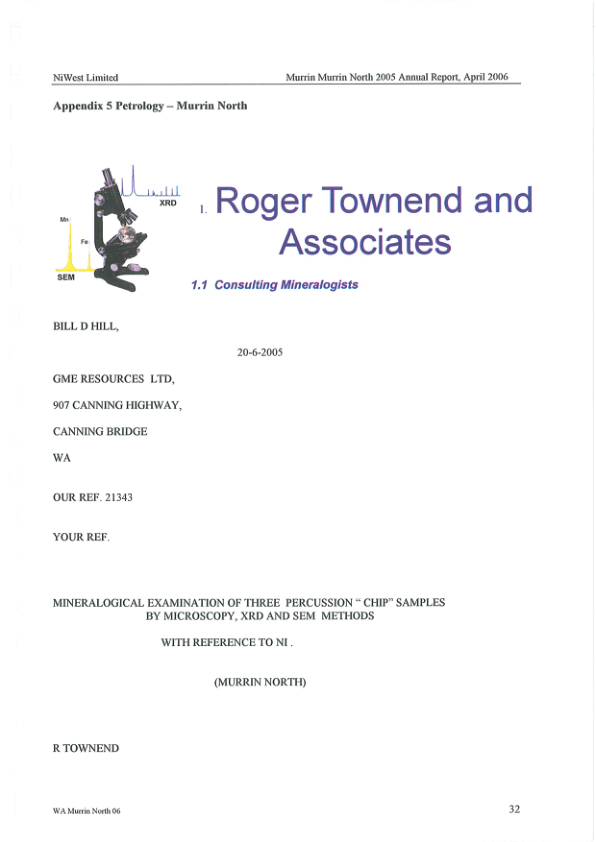 NiWest Limited Murrin Murrin North 2005 Annual Report, April 2006
Appendix 5 Petrology – Murrin North
XRD
Mn
Fe
SEM
1. Roger Townend and
Associates
1.1 Consulting Mineralogists
BILL D HILL,
20-6-2005
GME RESOURCES LTD,
907 CANNING HIGHWAY,
CANNING BRIDGE
WA
OUR REF. 21343
YOUR REF.
MINERALOGICAL EXAMINATION OF THREE PERCUSSION “ CHIP” SAMPLES
BY MICROSCOPY, XRD AND SEM METHODS
WITH REFERENCE TO NI .
(MURRIN NORTH)
R TOWNEND
WA Murrin North 06 32